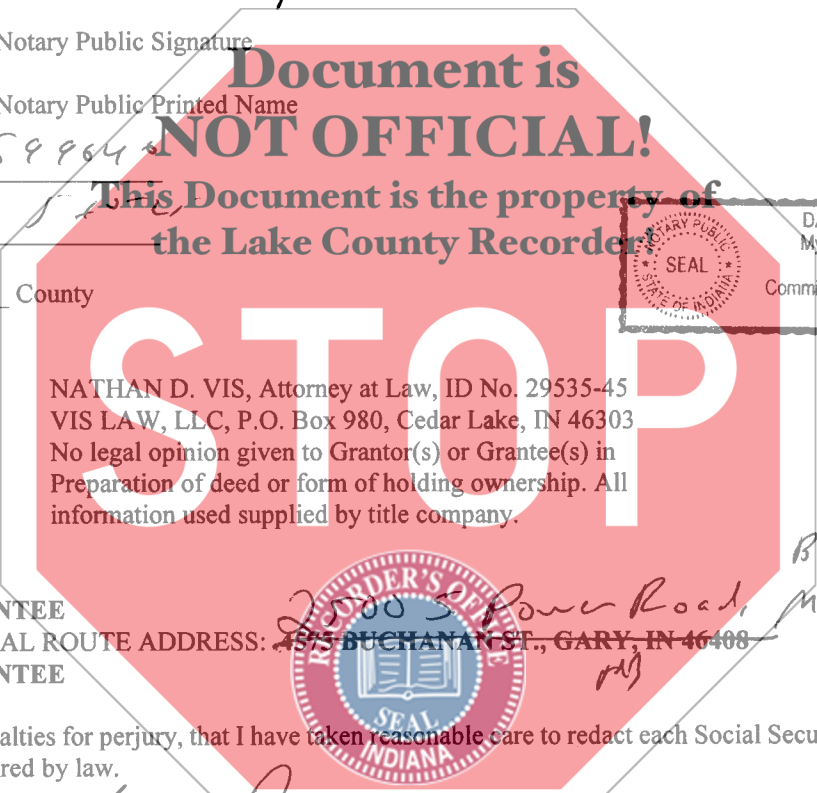 Notary Public Signature
Document is
Notary Public Printed Name
NOT OFFICIAL!
This Document is the property of
the Lake County Recorder!
NOTARY PUBLIC
SEAL
STATE OF INDIANA
D
My
Commi
County
STOP
NATHAN D. VIS, Attorney at Law, ID No. 29535-45
VIS LAW, LLC, P.O. Box 980, Cedar Lake, IN 46303
No legal opinion given to Grantor(s) or Grantee(s) in
Preparation of deed or form of holding ownership. All
information used supplied by title company.
B
2500 S. Power Road, M
NTEE
AL ROUTE ADDRESS: 4575 BUCHANAN ST., GARY, IN 46408
NTEE
RECORDER'S OFFICE
SEAL
INDIANA
alties for perjury, that I have taken reasonable care to redact each Social Secu
red by law.